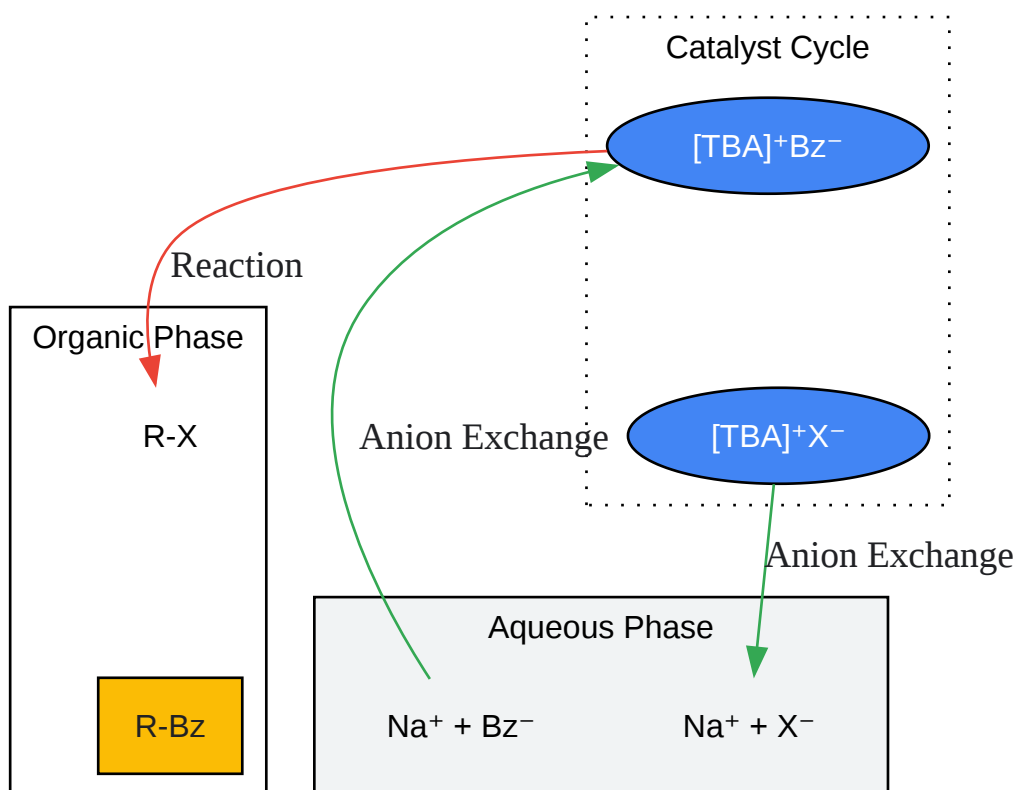 Catalyst Cycle
[TBA]⁺Bz⁻
Reaction
Organic Phase
R-X
Anion Exchange
[TBA]⁺X⁻
Anion Exchange
Aqueous Phase
R-Bz
Na⁺ + Bz⁻
Na⁺ + X⁻